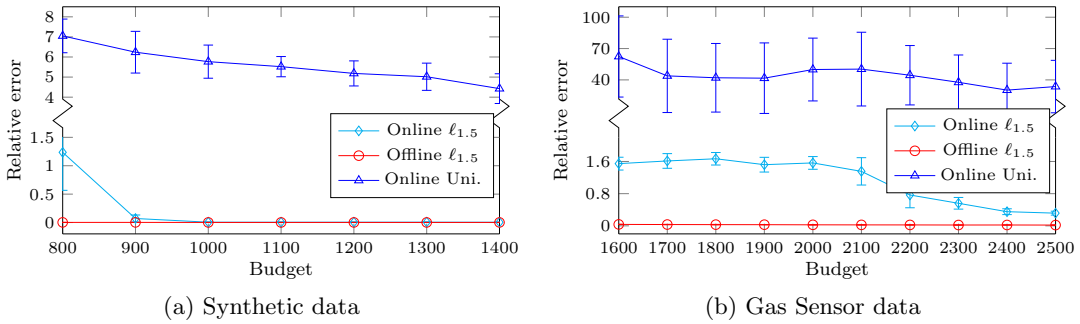 8
7
6
5
4
1.5
1
0.5
0
Relative error
Online ℓ1.5
Offline ℓ1.5
Online Uni.
800 900 1000 1100 1200 1300 1400
Budget
(a) Synthetic data
100
70
40
1.6
0.8
0
Relative error
Online ℓ1.5
Offline ℓ1.5
Online Uni.
1600 1700 1800 1900 2000 2100 2200 2300 2400 2500
Budget
(b) Gas Sensor data